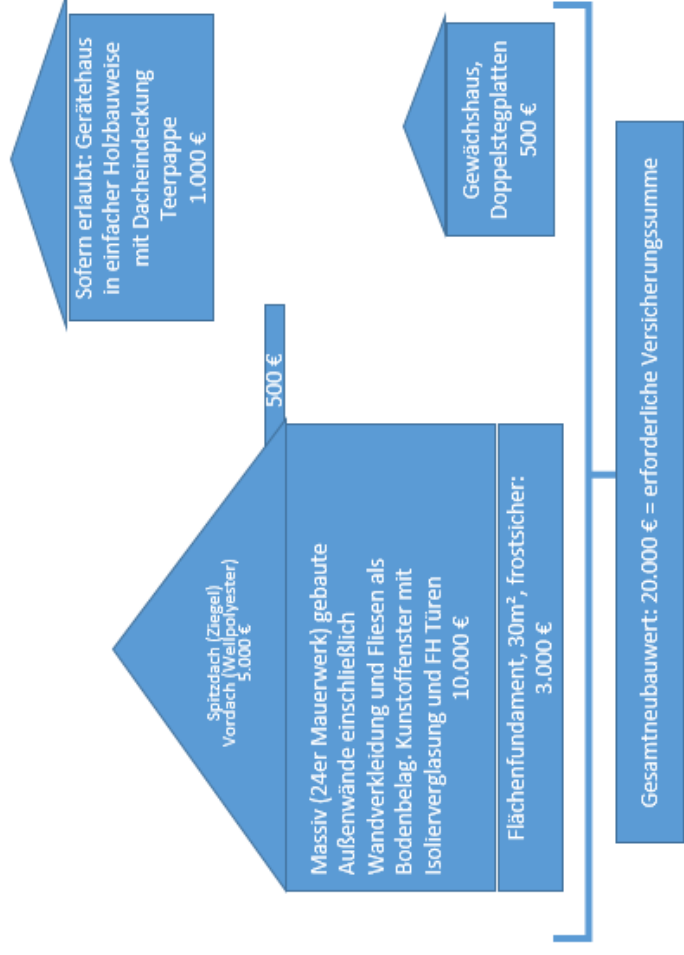 Sofern erlaubt: Gerätehaus
in einfacher Holzbauweise
mit Dacheindeckung
Teerpappe
1.000 €
Spitzdach (Ziegel)
Vordach (Wellpolyester)
5.000 €
500 €
Massiv (24er Mauerwerk) gebaute
Außenwände einschließlich
Wandverkleidung und Fliesen als
Bodenbelag. Kunstoffenster mit
Isolierverglasung und FH Türen
10.000 €
Flächenfundament, 30m², frostsicher:
3.000 €
Gewächshaus,
Doppelstegplatten
500 €
Gesamtneubauwert: 20.000 € = erforderliche Versicherungssumme